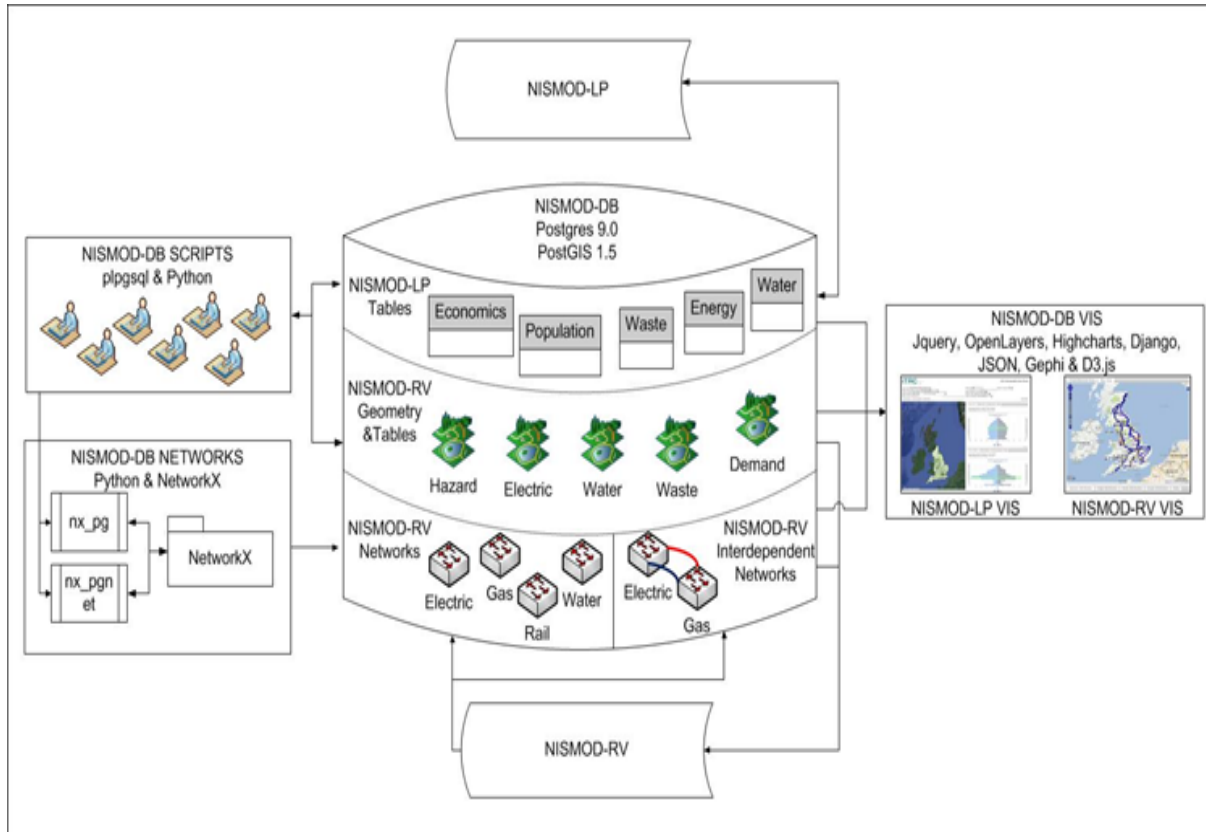 NISMOD-LP
NISMOD-DB
Postgres 9.0
PostGIS 1.5
NISMOD-DB SCRIPTS
plpgsql & Python
NISMOD-LP
Tables
Economics
Population
Waste
Energy
Water
NISMOD-DB VIS
Jquery, OpenLayers, Highcharts, Django,
JSON, Gephi & D3.js
NISMOD-LP VIS
NISMOD-RV VIS
NISMOD-RV
Geometry
&Tables
Hazard
Electric
Water
Waste
Demand
NISMOD-DB NETWORKS
Python & NetworkX
nx_pg
nx_pgn
et
NetworkX
NISMOD-RV
Networks
Electric
Gas
Rail
Water
NISMOD-RV
Interdependent
Networks
Electric
Gas
NISMOD-RV